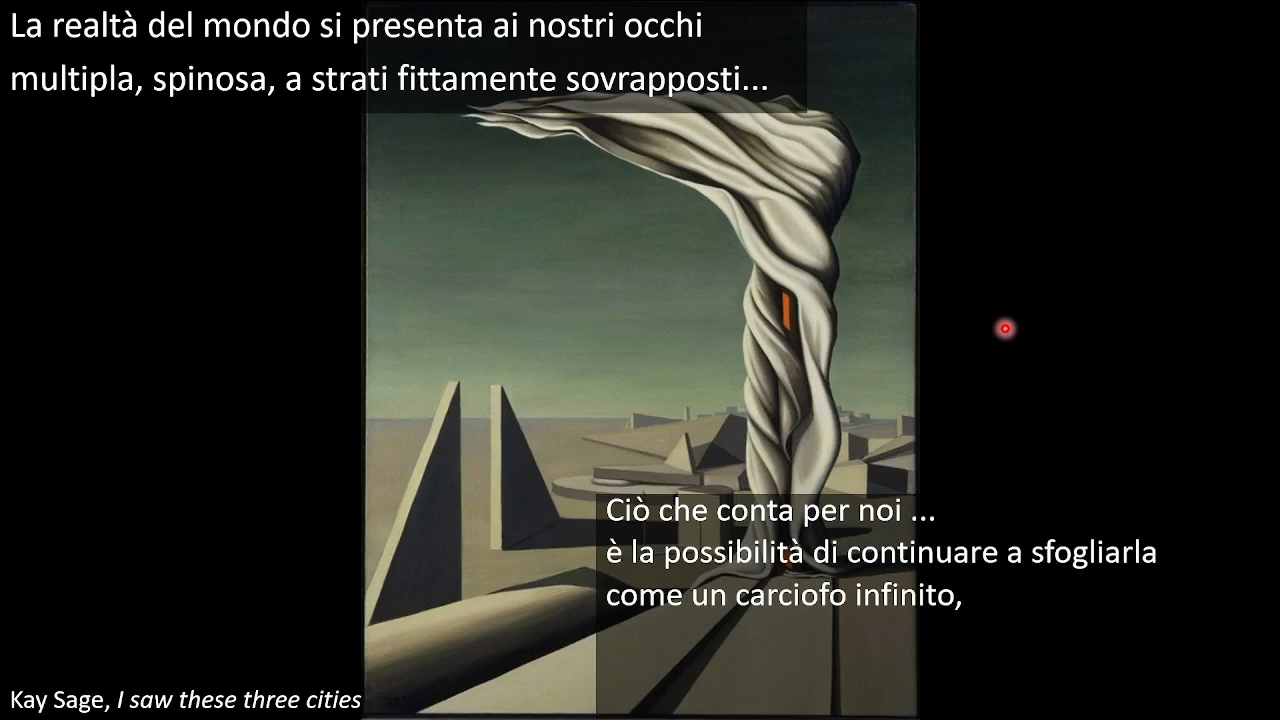 La realtà del mondo si presenta ai nostri occhi
multipla, spinosa, a strati fittamente sovrapposti...
Ciò che conta per noi ...
è la possibilità di continuare a sfogliarla
come un carciofo infinito,
Kay Sage, I saw these three cities